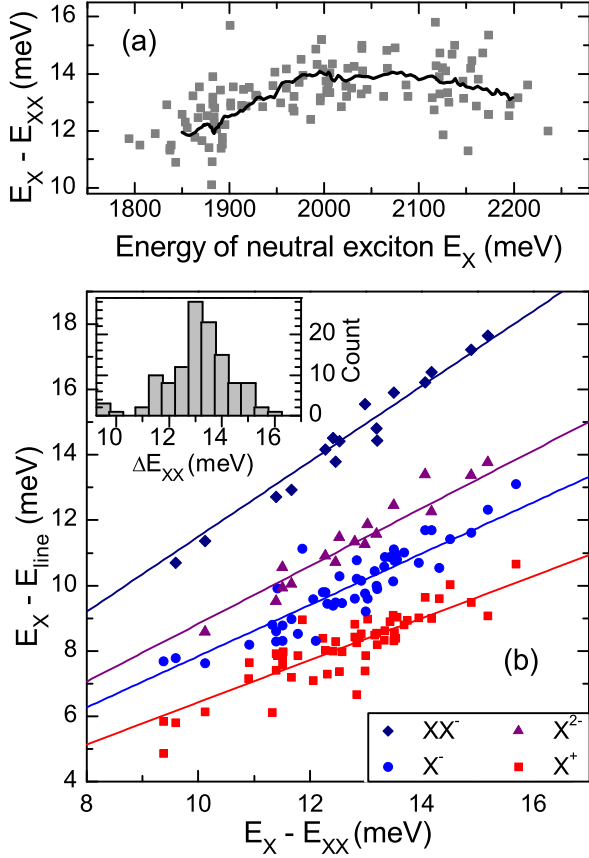 (a)
E_X - E_XX (meV)
16
14
12
10
1800 1900 2000 2100 2200
Energy of neutral exciton E_X (meV)
(b)
E_X - E_line (meV)
18
16
14
12
10
8
6
4
8 10 12 14 16
E_X - E_XX (meV)
20
10
0
Count
10 12 14 16
ΔE_XX (meV)
XX⁻ X²⁻
X⁻ X⁺